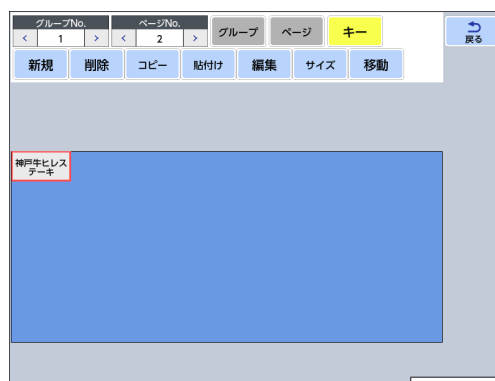 グループNo.
ページNo.
< 1 >
< 2 >
グループ
ページ
キー
戻る
新規
削除
コピー
貼付け
編集
サイズ
移動
神戸牛ヒレス
テーキ